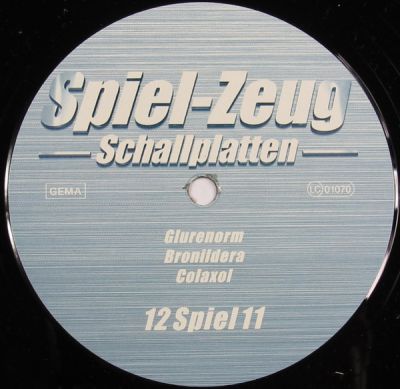 Spiel-Zeug
Schallplatten
GEMA
LC 01070
Glurenorm
Bronildera
Colaxol
12 Spiel 11